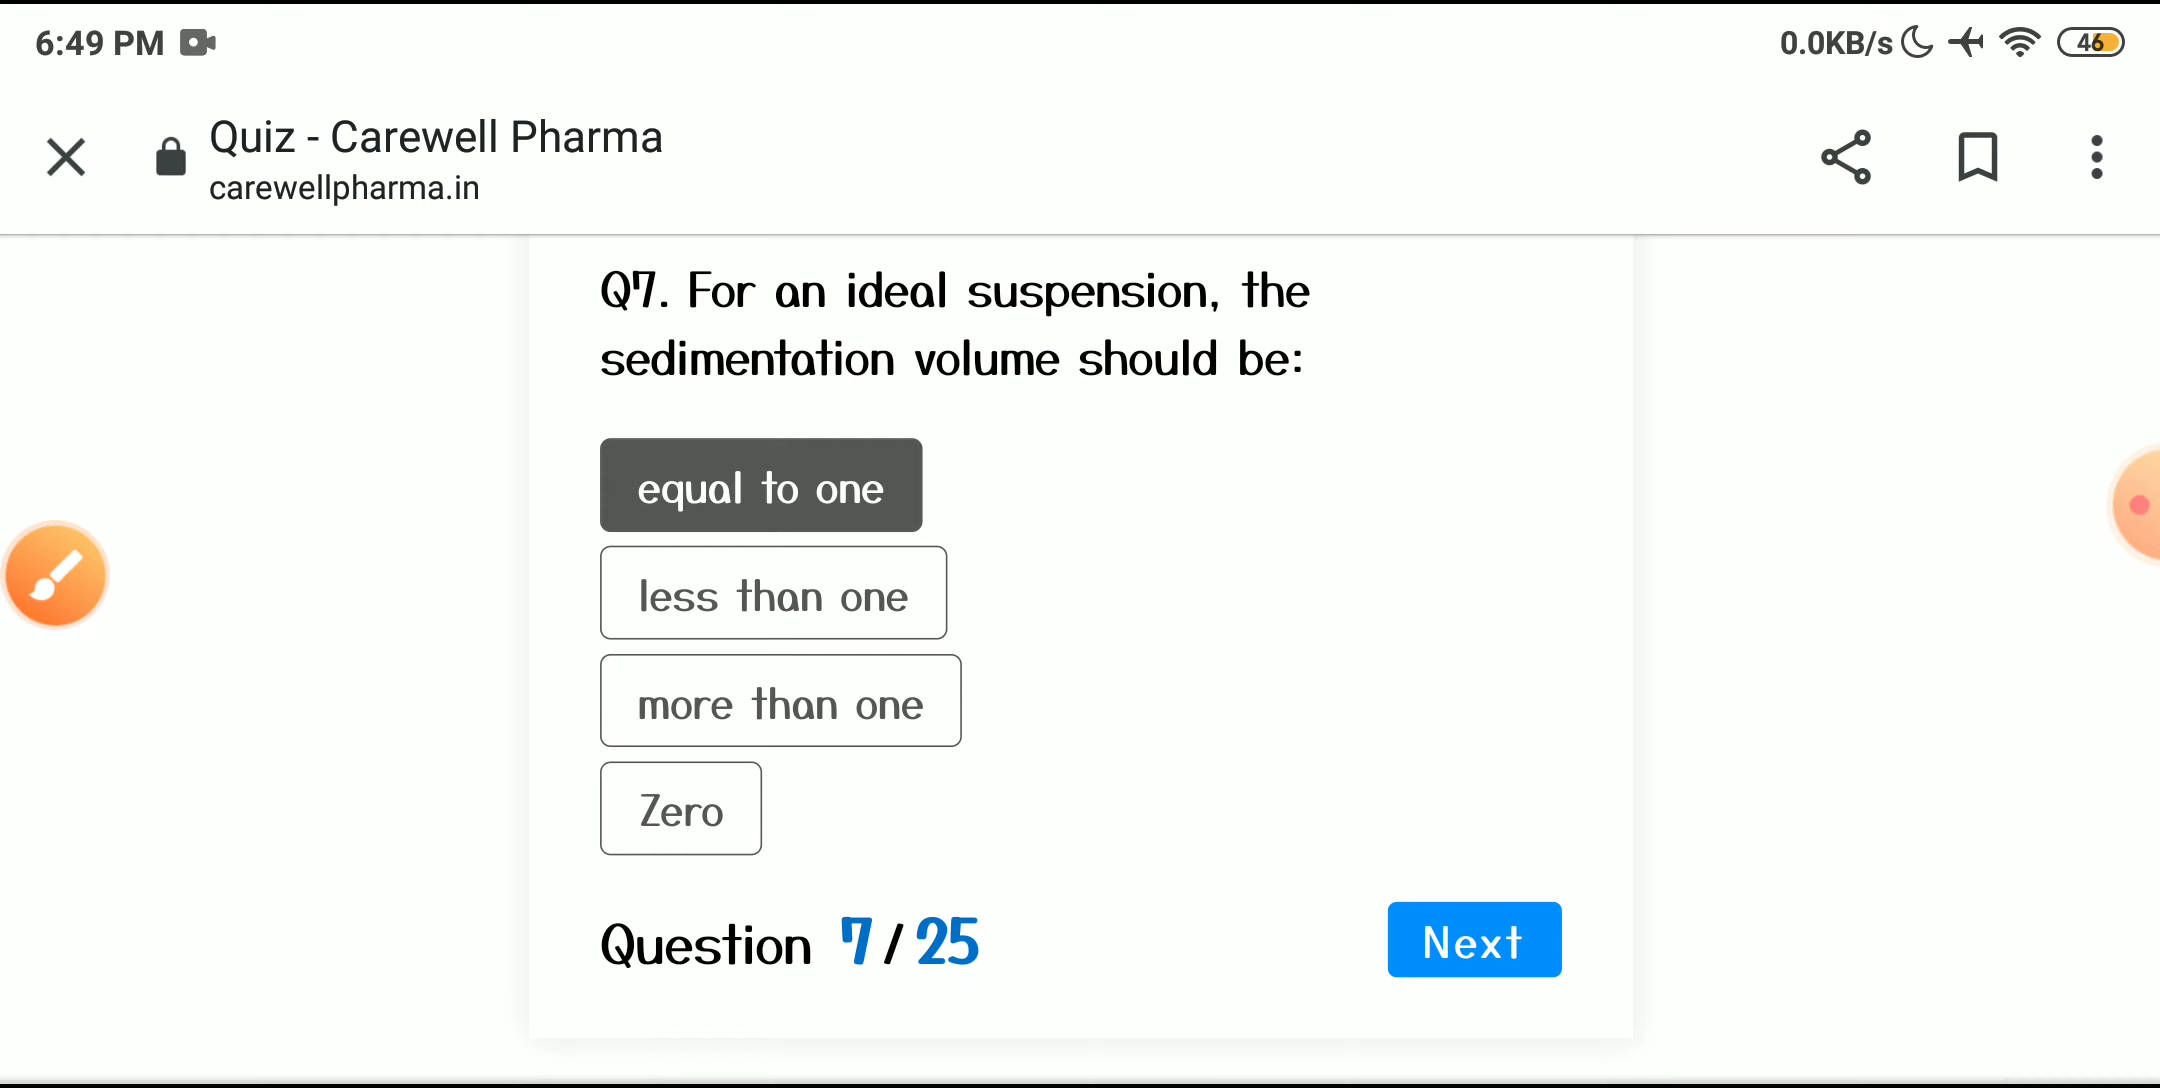 6:49 PM
0.0KB/s 46
Quiz - Carewell Pharma
carewellpharma.in
Q7. For an ideal suspension, the
sedimentation volume should be:
equal to one
less than one
more than one
Zero
Question 7/25
Next